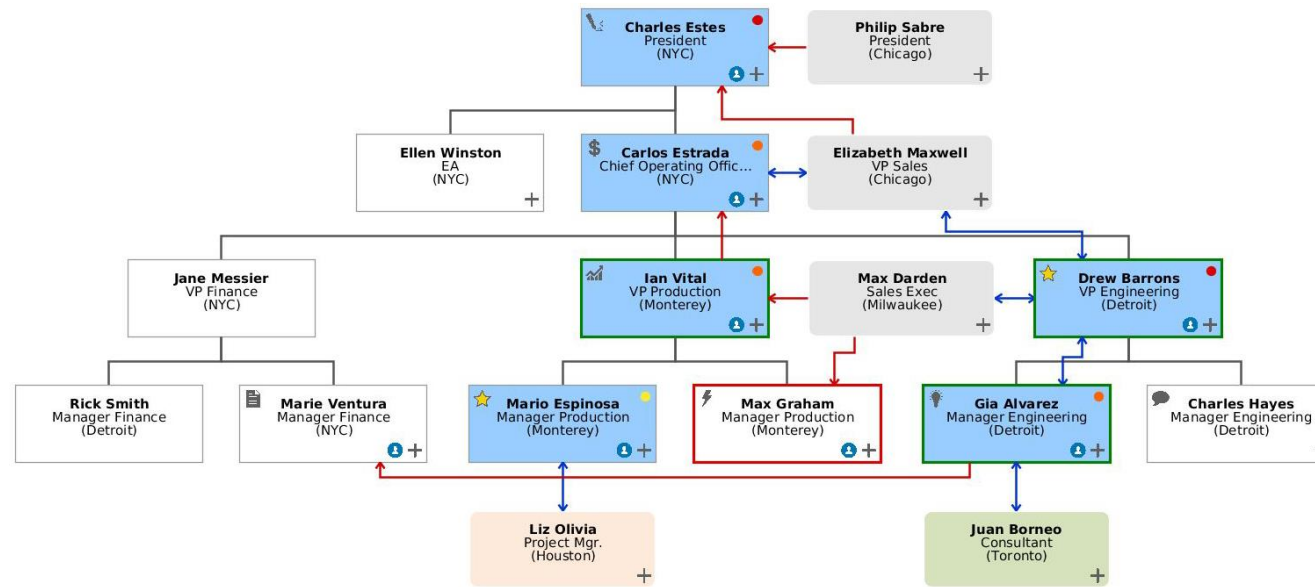 Charles Estes
President
(NYC)
Philip Sabre
President
(Chicago)
Ellen Winston
EA
(NYC)
$
Carlos Estrada
Chief Operating Offic...
(NYC)
Elizabeth Maxwell
VP Sales
(Chicago)
Jane Messier
VP Finance
(NYC)
Ian Vital
VP Production
(Monterey)
Max Darden
Sales Exec
(Milwaukee)
Drew Barrons
VP Engineering
(Detroit)
Rick Smith
Manager Finance
(Detroit)
Marie Ventura
Manager Finance
(NYC)
Mario Espinosa
Manager Production
(Monterey)
Max Graham
Manager Production
(Monterey)
Gia Alvarez
Manager Engineering
(Detroit)
Charles Hayes
Manager Engineering
(Detroit)
Liz Olivia
Project Mgr.
(Houston)
Juan Borneo
Consultant
(Toronto)